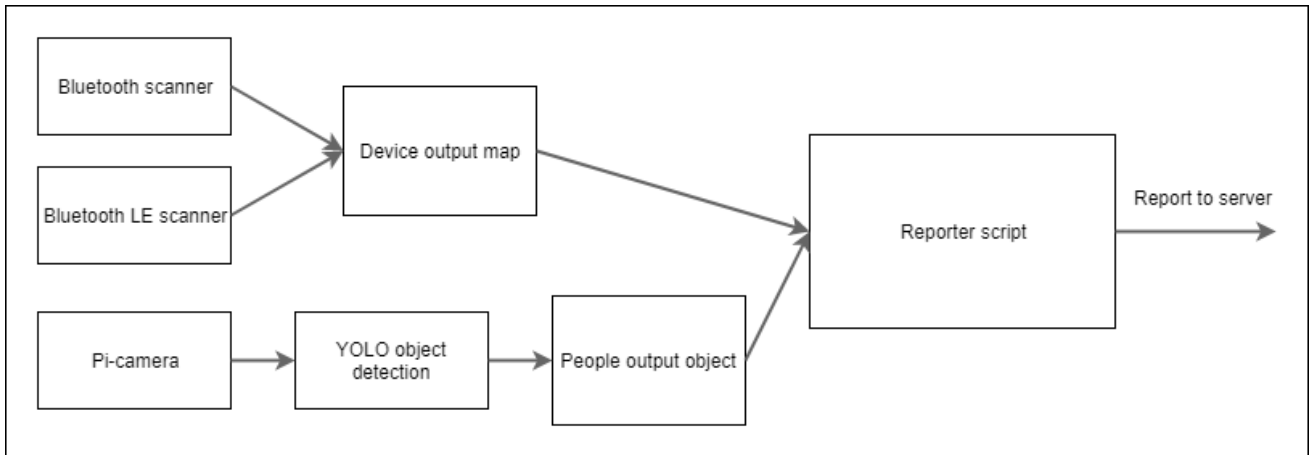 Bluetooth scanner
Device output map
Bluetooth LE scanner
Reporter script
Report to server
Pi-camera
YOLO object
detection
People output object